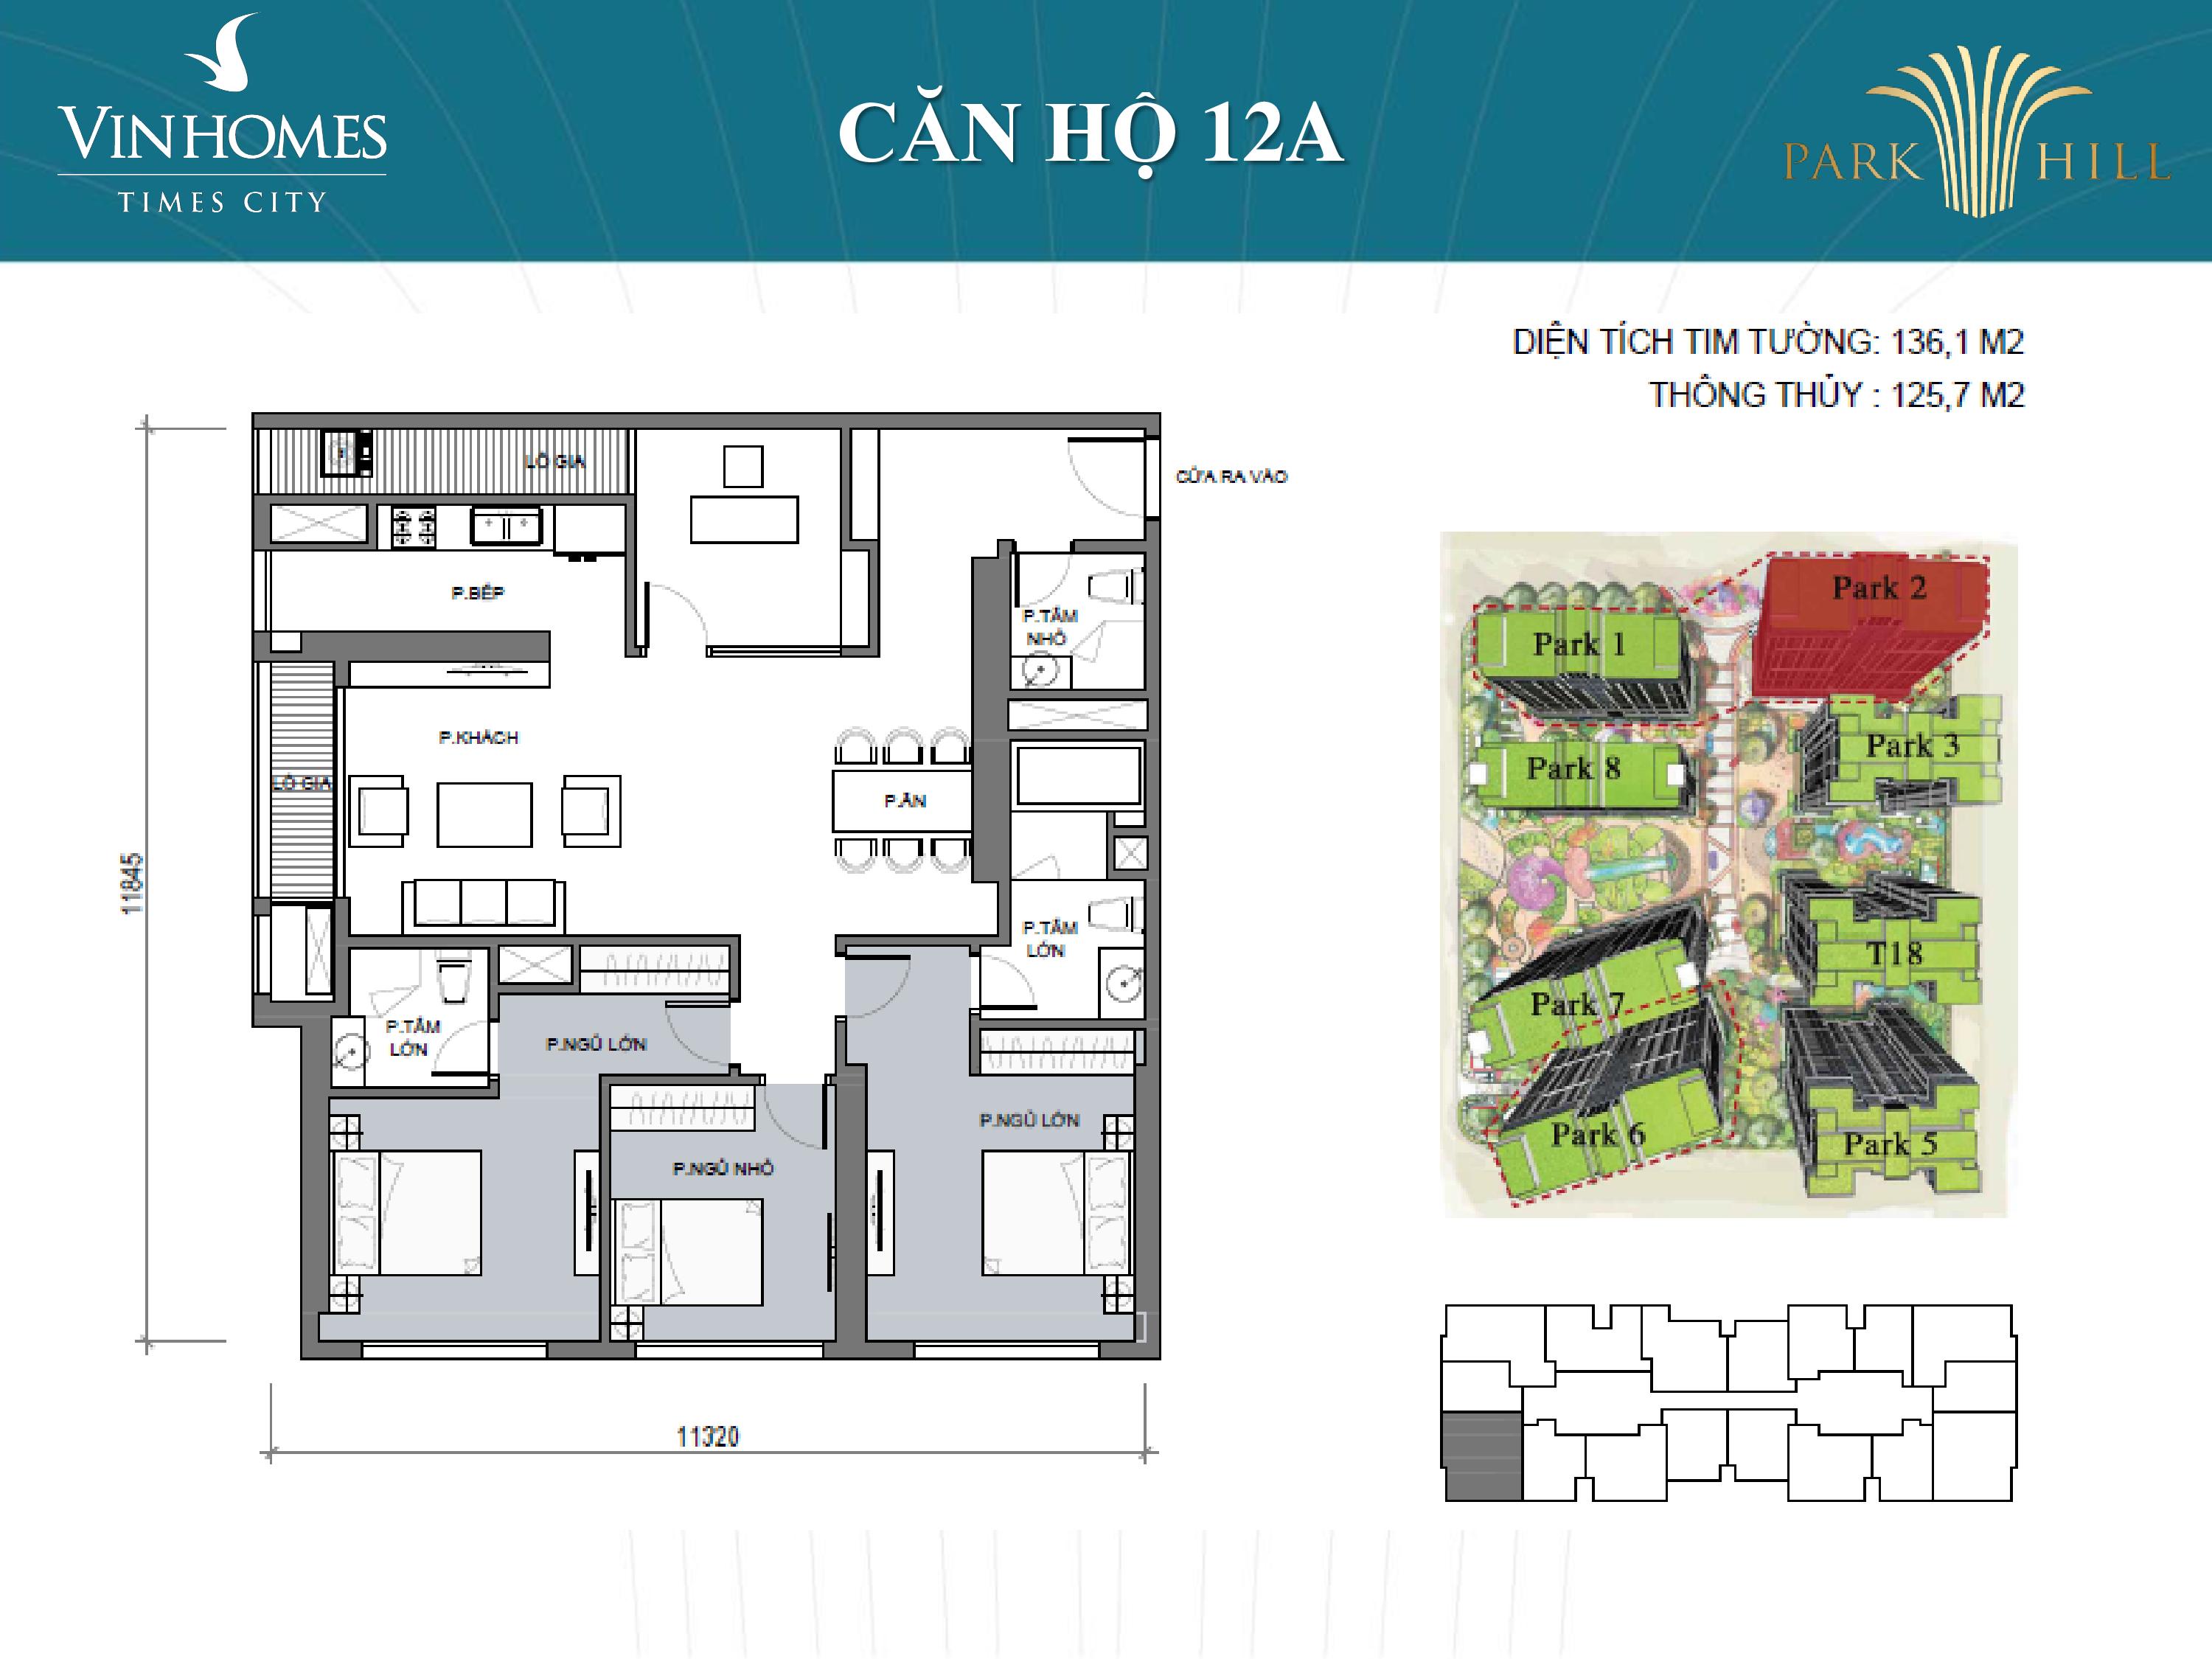 VINHOMES
TIMES CITY
CĂN HỘ 12A
PARK HILL
DIỆN TÍCH TIM TƯỜNG: 136,1 M2
THÔNG THỦY : 125,7 M2
LÔ GIA
CỬA RA VÀO
P.BẾP
P.TẮM
NHỎ
P.KHÁCH
LÔ GIA
P.ĂN
11845
P.TẮM
LỚN
P.TẮM
LỚN
P.NGỦ LỚN
P.NGỦ LỚN
P.NGỦ NHỎ
11320
Park 2
Park 1
Park 3
Park 8
T18
Park 7
Park 6
Park 5